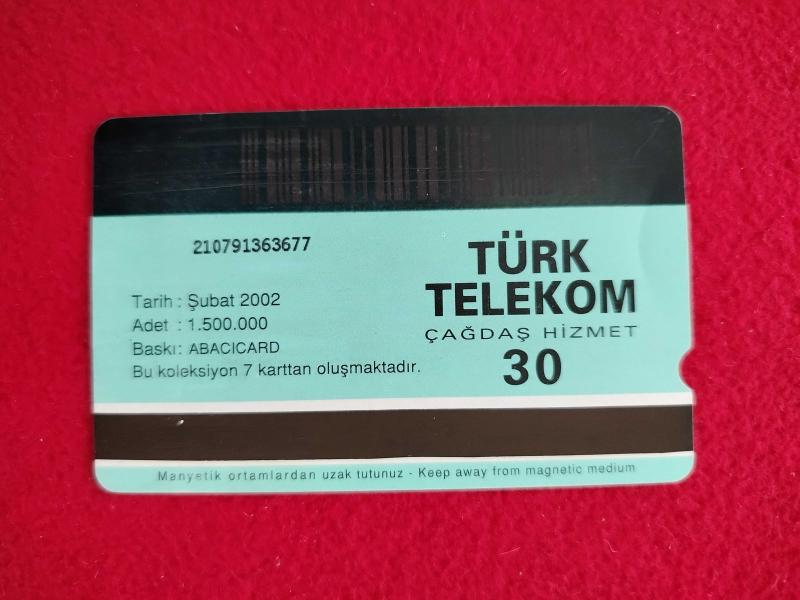 210791363677
Tarih : Şubat 2002
Adet : 1.500.000
Baskı : ABACICARD
Bu koleksiyon 7 karttan oluşmaktadır.
TÜRK
TELEKOM
ÇAĞDAŞ HİZMET
30
Manyetik ortamlardan uzak tutunuz - Keep away from magnetic medium